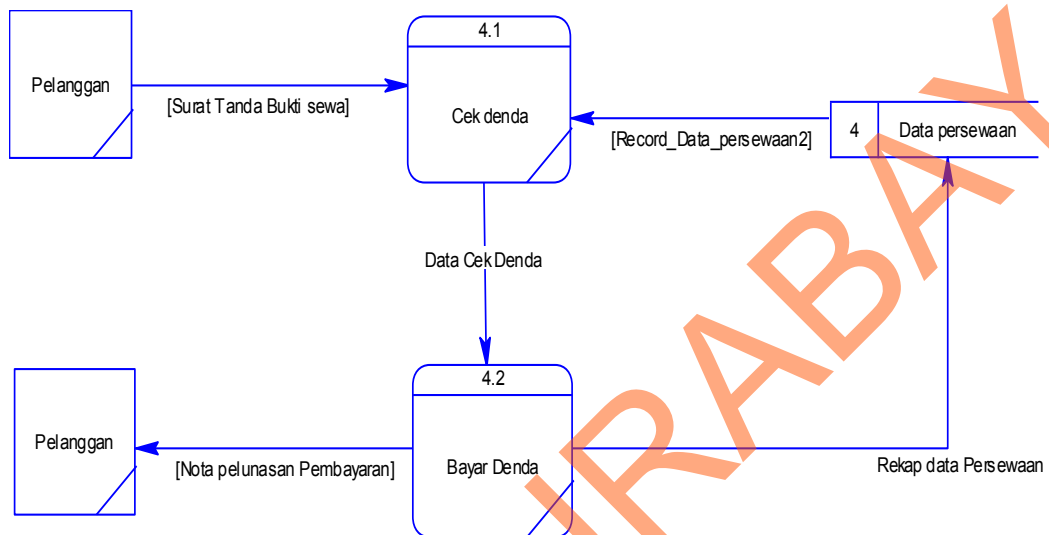 4.1
Pelanggan
[Surat Tanda Bukti sewa]
Cek denda
[Record_Data_persewaan2]
4
Data persewaan
Data Cek Denda
4.2
Pelanggan
[Nota pelunasan Pembayaran]
Bayar Denda
Rekap data Persewaan
URABAY